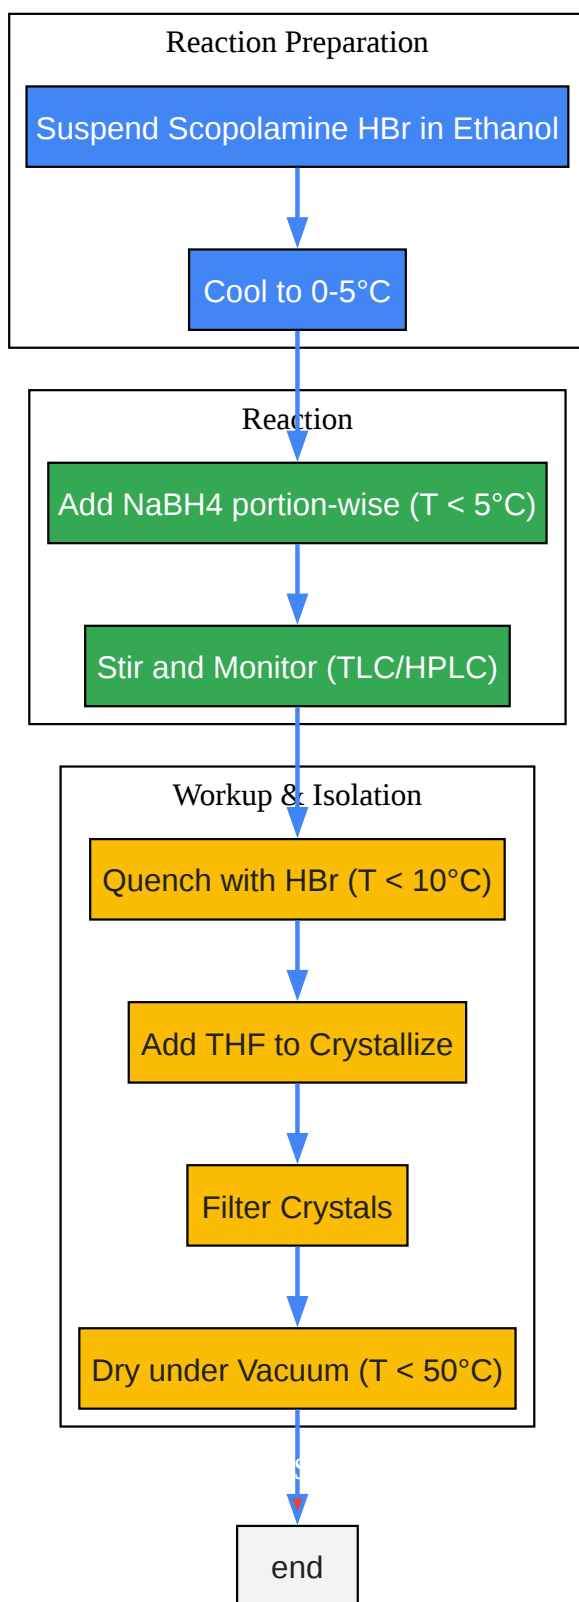 Reaction Preparation
Suspend Scopolamine HBr in Ethanol
Cool to 0-5°C
Reaction
Add NaBH4 portion-wise (T < 5°C)
Stir and Monitor (TLC/HPLC)
Workup & Isolation
Quench with HBr (T < 10°C)
Add THF to Crystallize
Filter Crystals
Dry under Vacuum (T < 50°C)
end